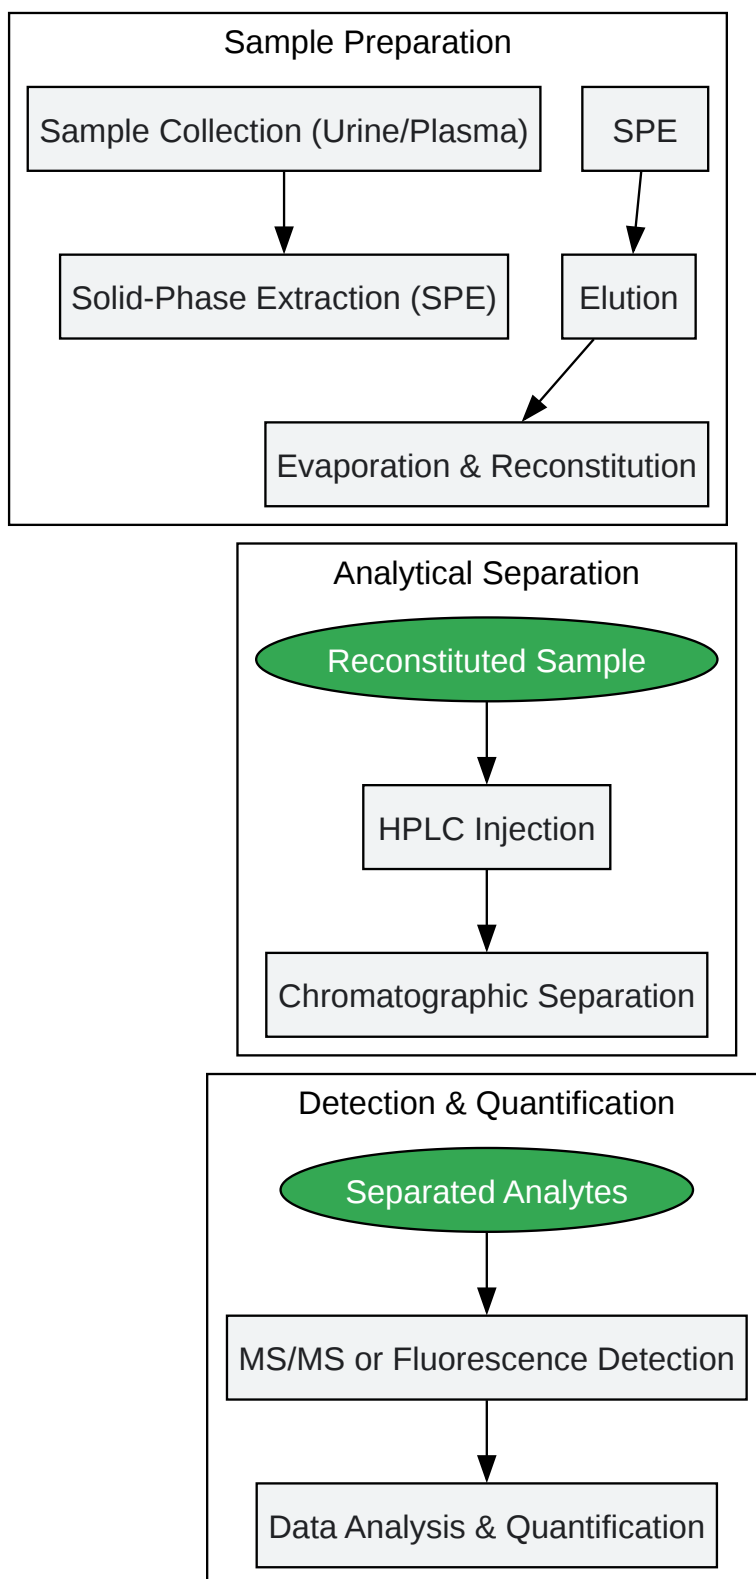 Sample Preparation
Sample Collection (Urine/Plasma)
SPE
Solid-Phase Extraction (SPE)
Elution
Evaporation & Reconstitution
Analytical Separation
Reconstituted Sample
HPLC Injection
Chromatographic Separation
Detection & Quantification
Separated Analytes
MS/MS or Fluorescence Detection
Data Analysis & Quantification